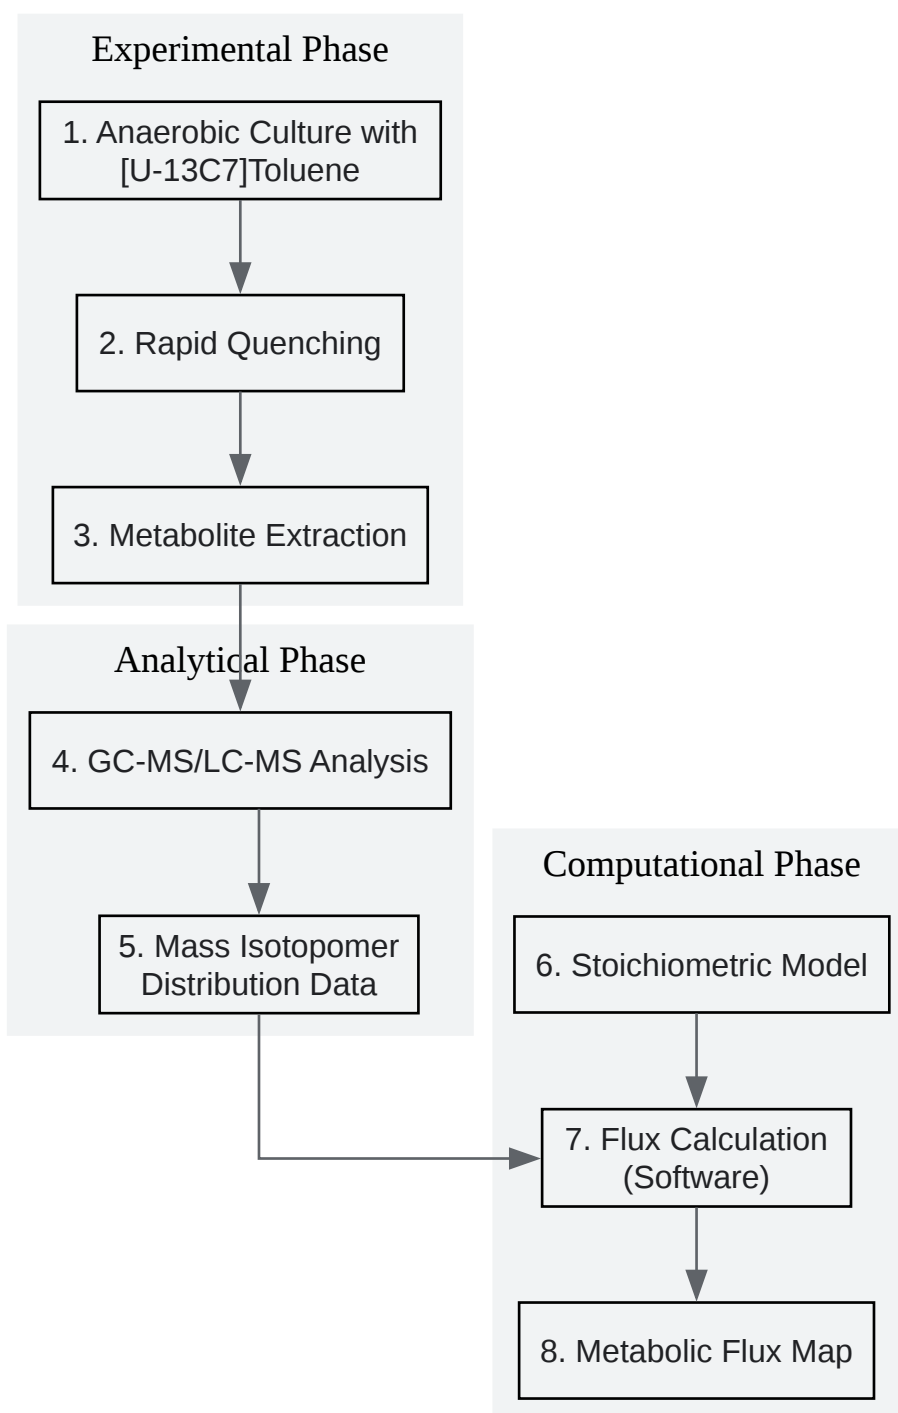 Experimental Phase
1. Anaerobic Culture with
[U-13C7]Toluene
2. Rapid Quenching
3. Metabolite Extraction
Analytical Phase
4. GC-MS/LC-MS Analysis
5. Mass Isotopomer
Distribution Data
Computational Phase
6. Stoichiometric Model
7. Flux Calculation
(Software)
8. Metabolic Flux Map